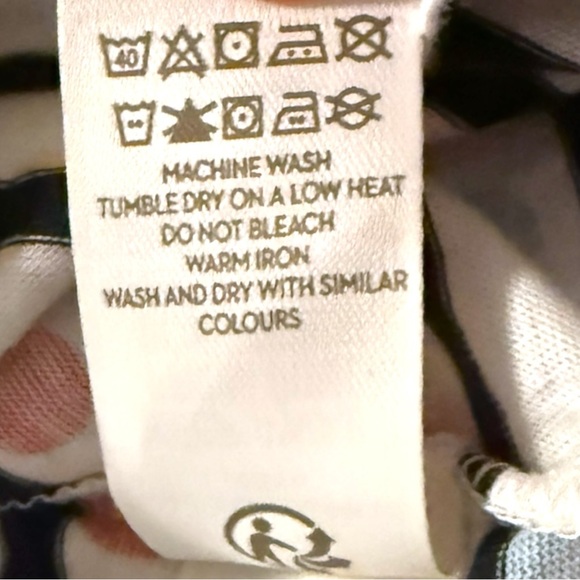 40
MACHINE WASH
TUMBLE DRY ON A LOW HEAT
DO NOT BLEACH
WARM IRON
WASH AND DRY WITH SIMILAR
COLOURS